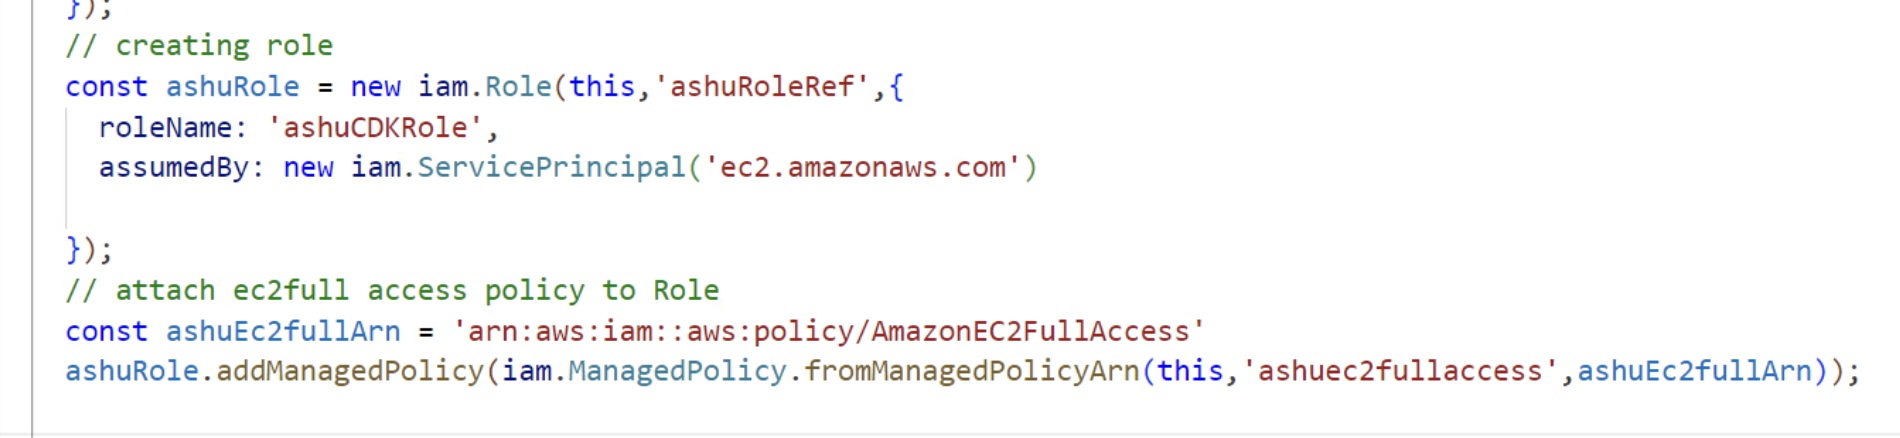 });
// creating role
const ashuRole = new iam.Role(this,'ashuRoleRef',{
  roleName: 'ashuCDKRole',
  assumedBy: new iam.ServicePrincipal('ec2.amazonaws.com')
});
// attach ec2full access policy to Role
const ashuEc2fullArn = 'arn:aws:iam::aws:policy/AmazonEC2FullAccess'
ashuRole.addManagedPolicy(iam.ManagedPolicy.fromManagedPolicyArn(this,'ashuec2fullaccess',ashuEc2fullArn));